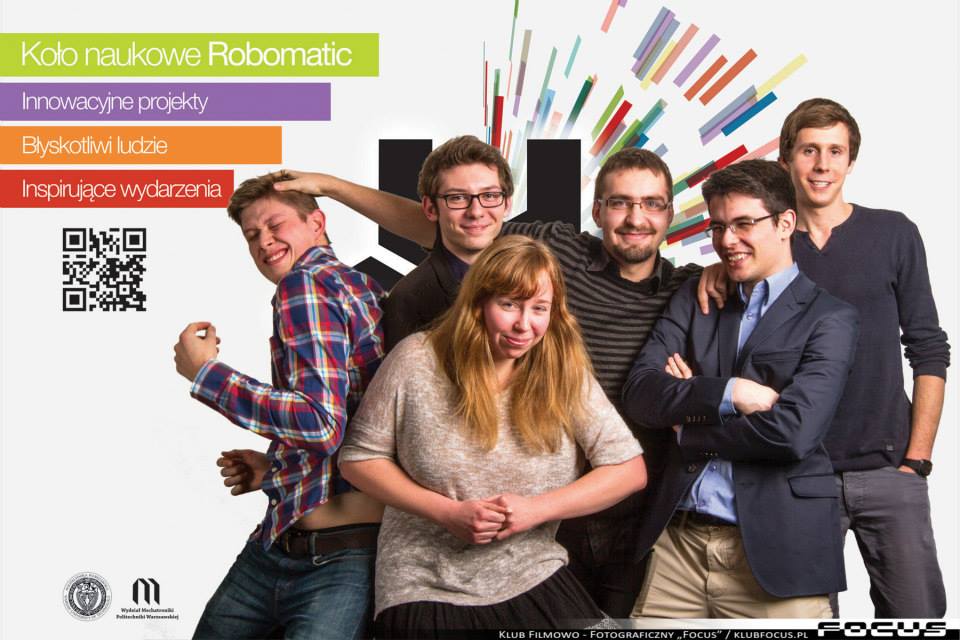 Koło naukowe Robomatic
Innowacyjne projekty
Błyskotliwi ludzie
Inspirujące wydarzenia
Wydział Mechatroniki
Politechniki Warszawskiej
KLUB FILMOWO - FOTOGRAFICZNY „FOCUS” / KLUBFOCUS.PL
FOCUS